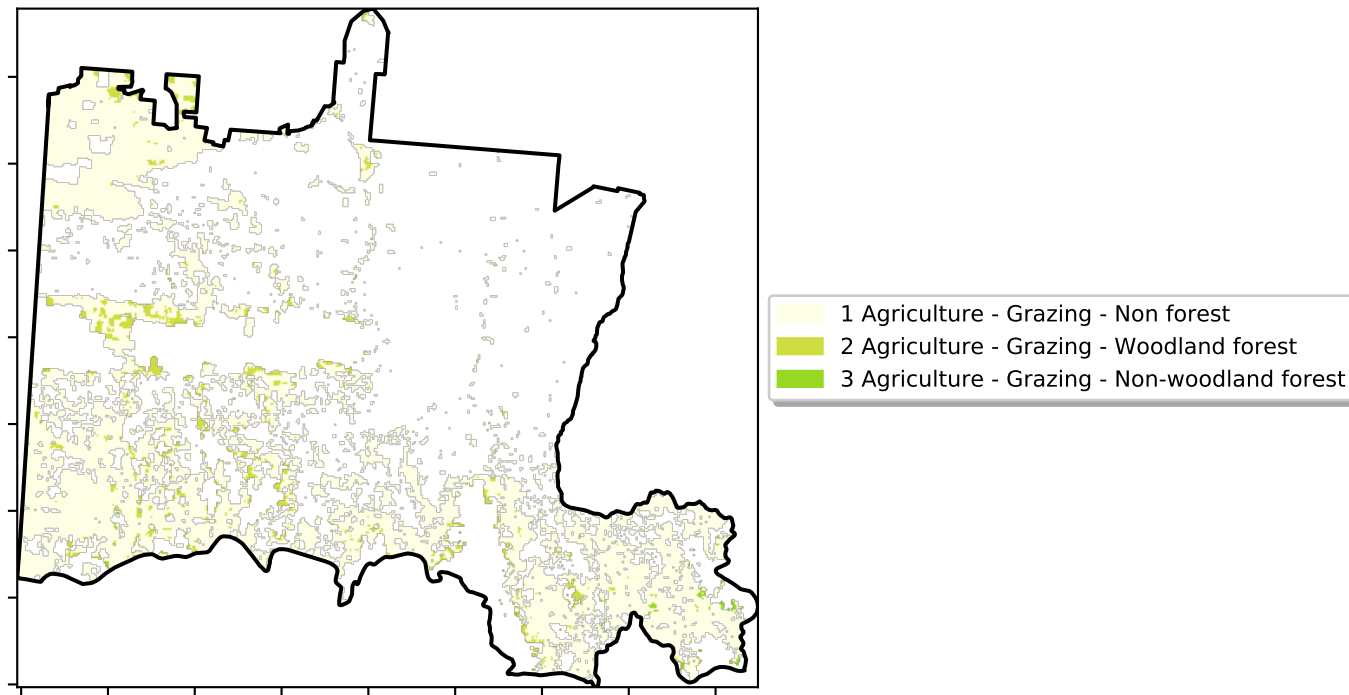 1 Agriculture - Grazing - Non forest
2 Agriculture - Grazing - Woodland forest
3 Agriculture - Grazing - Non-woodland forest